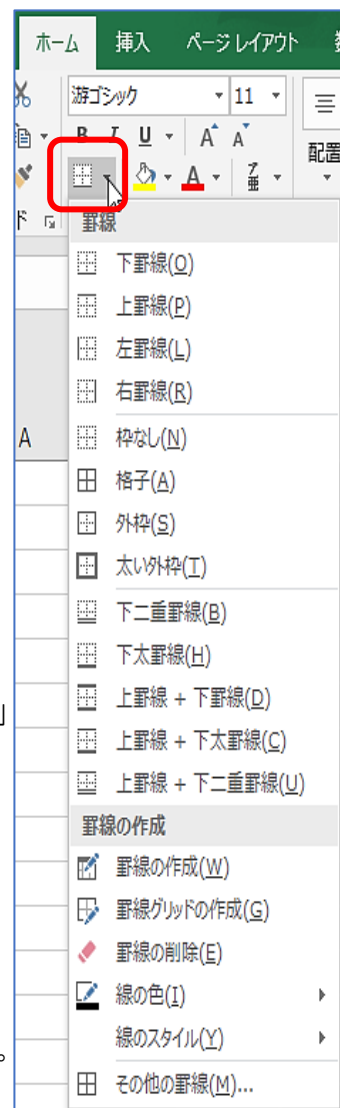 ホーム 挿入 ページ レイアウト
游ゴシック 11
B I U A A
配置
A 亜
罫線
下罫線(O)
上罫線(P)
左罫線(L)
右罫線(R)
A
枠なし(N)
格子(A)
外枠(S)
太い外枠(T)
下二重罫線(B)
下太罫線(H)
上罫線 + 下罫線(D)
上罫線 + 下太罫線(C)
上罫線 + 下二重罫線(U)
罫線の作成
罫線の作成(W)
罫線グリッドの作成(G)
罫線の削除(E)
線の色(I)
線のスタイル(Y)
その他の罫線(M)...